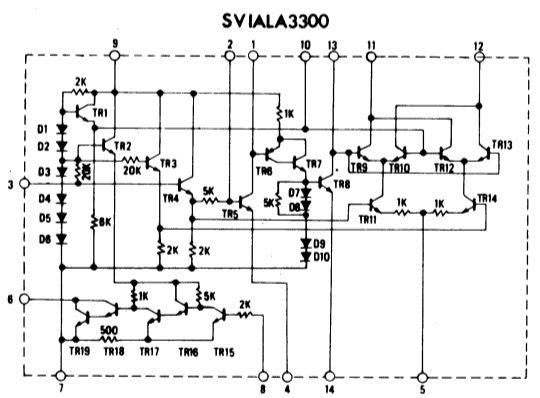 SVIALA3300
9 2 1 10 13 11 12
2K
TR1
1K
D1
D2
TR2
TR13
D3
20K
20K
TR3
TR6
TR7
TR9
TR10
TR12
3
D4
TR4
5K
D7
TR8
D5
TR5
5K
D8
TR11
TR14
D6
6K
1K
1K
2K
2K
D9
D10
6
1K
5K
2K
500
TR19
TR18
TR17
TR16
TR15
7 8 4 14 5